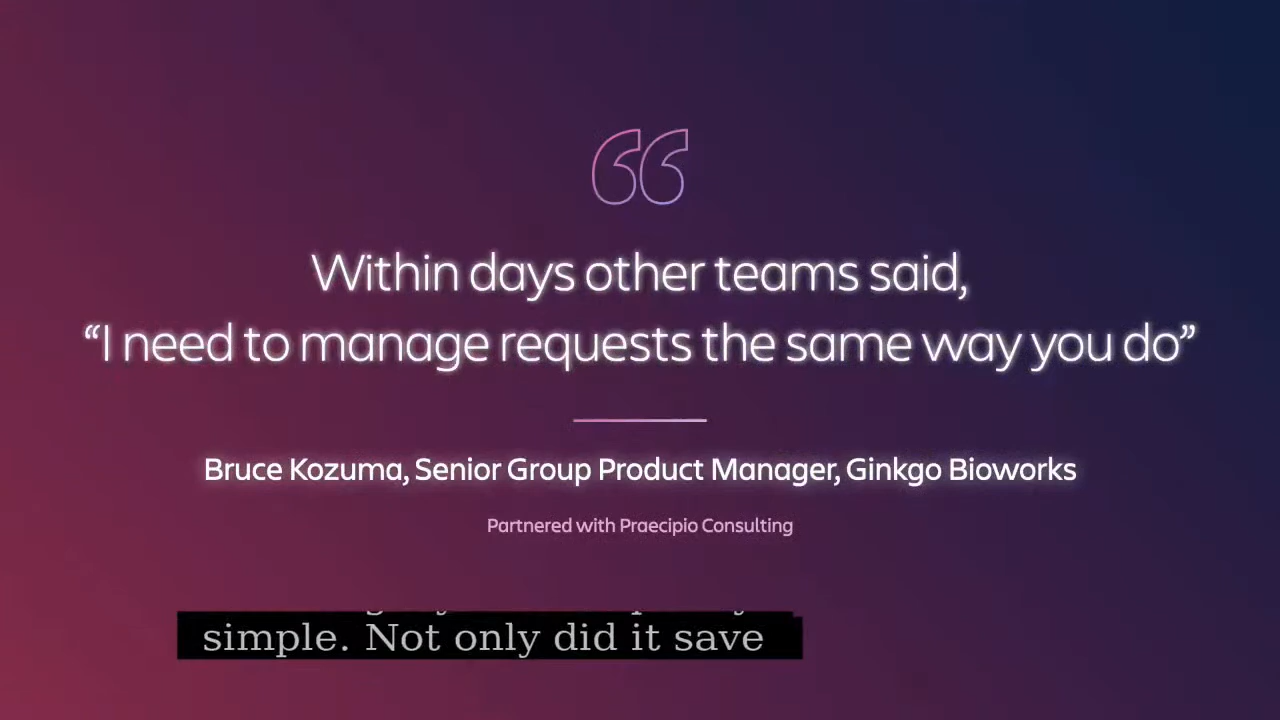 Within days other teams said,
“I need to manage requests the same way you do”
Bruce Kozuma, Senior Group Product Manager, Ginkgo Bioworks
Partnered with Praecipio Consulting
simple. Not only did it save